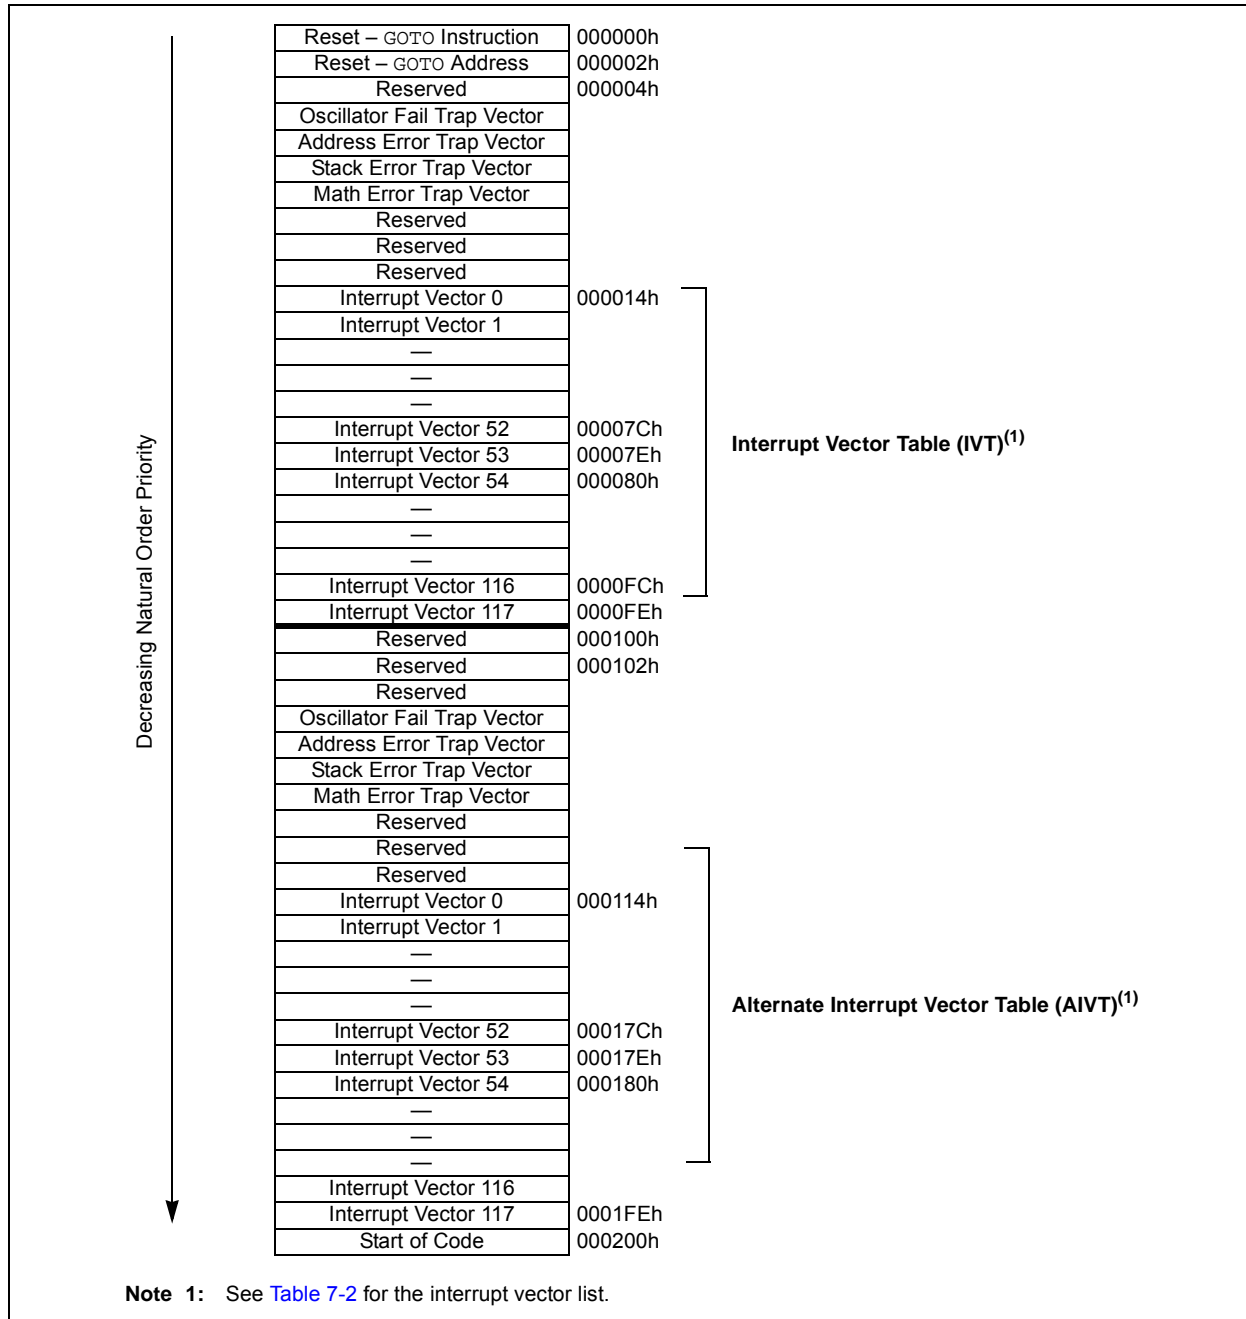 Reset – GOTO Instruction 000000h
Reset – GOTO Address 000002h
Reserved 000004h
Oscillator Fail Trap Vector
Address Error Trap Vector
Stack Error Trap Vector
Math Error Trap Vector
Reserved
Reserved
Reserved
Interrupt Vector 0 000014h
Interrupt Vector 1
—
—
—
Interrupt Vector 52 00007Ch
Interrupt Vector 53 00007Eh
Interrupt Vector 54 000080h
—
—
—
Interrupt Vector 116 0000FCh
Interrupt Vector 117 0000FEh
Interrupt Vector Table (IVT)(1)
Decreasing Natural Order Priority
Reserved 000100h
Reserved 000102h
Reserved
Oscillator Fail Trap Vector
Address Error Trap Vector
Stack Error Trap Vector
Math Error Trap Vector
Reserved
Reserved
Reserved
Interrupt Vector 0 000114h
Interrupt Vector 1
—
—
—
Interrupt Vector 52 00017Ch
Interrupt Vector 53 00017Eh
Interrupt Vector 54 000180h
—
—
—
Interrupt Vector 116
Interrupt Vector 117 0001FEh
Start of Code 000200h
Alternate Interrupt Vector Table (AIVT)(1)
Note 1: See Table 7-2 for the interrupt vector list.